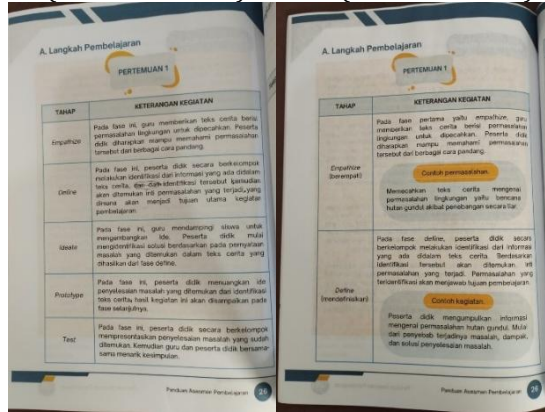 A. Langkah Pembelajaran
PERTEMUAN 1
TAHAP
KETERANGAN KEGIATAN
Empathize
Pada fase ini, guru memberikan teks cerita berisi
permasalahan lingkungan untuk dipecahkan. Peserta
didik diharapkan mampu memahami permasalahan
tersebut dari berbagai cara pandang.
Define
Pada fase ini, peserta didik secara berkelompok
melakukan identifikasi dari informasi yang ada didalam
teks cerita, dan dari identifikasi tersebut kemudian
akan ditemukan inti permasalahan yang terjadi, yang
dimana akan menjadi tujuan utama kegiatan
pembelajaran.
Ideate
Pada fase ini, guru mendampingi siswa untuk
mengembangkan ide. Peserta didik mulai
mengidentifikasi solusi berdasarkan pada pernyataan
masalah yang ditemukan dalam teks cerita yang
dihasilkan dari fase define.
Prototype
Pada fase ini, peserta didik menuangkan ide
penyelesaian masalah yang ditemukan dari identifikasi
teks cerita, hasil kegiatan ini akan disampaikan pada
fase selanjutnya.
Test
Pada fase ini, peserta didik secara berkelompok
mempresentasikan penyelesaian masalah yang sudah
ditemukan. Kemudian guru dan peserta didik bersama-
sama menarik kesimpulan.
Panduan Asesmen Pembelajaran
A. Langkah Pembelajaran
PERTEMUAN 1
TAHAP
KETERANGAN KEGIATAN
Empathize
(berempati)
Pada fase pertama yaitu empathize, guru
memberikan teks cerita berisi permasalahan
lingkungan untuk dipecahkan. Peserta didik
diharapkan mampu memahami permasalahan
tersebut dari berbagai cara pandang.
Contoh permasalahan.
Memecahkan teks cerita mengenai
permasalahan lingkungan yaitu bencana
hutan gundul akibat penebangan secara liar.
Define
(mendefinisikan)
Pada fase define, peserta didik secara
berkelompok melakukan identifikasi dari informasi
yang ada didalam teks cerita. Berdasarkan
identifikasi tersebut akan ditemukan inti
permasalahan yang terjadi. Permasalahan yang
teridentifikasi akan menjawab tujuan pembelajaran.
Contoh kegiatan.
Peserta didik mengumpulkan informasi
mengenai permasalahan hutan gundul. Mulai
dari penyebab terjadinya masalah, dampak,
dan solusi penyelesaian masalah.
Panduan Asesmen Pembelajaran